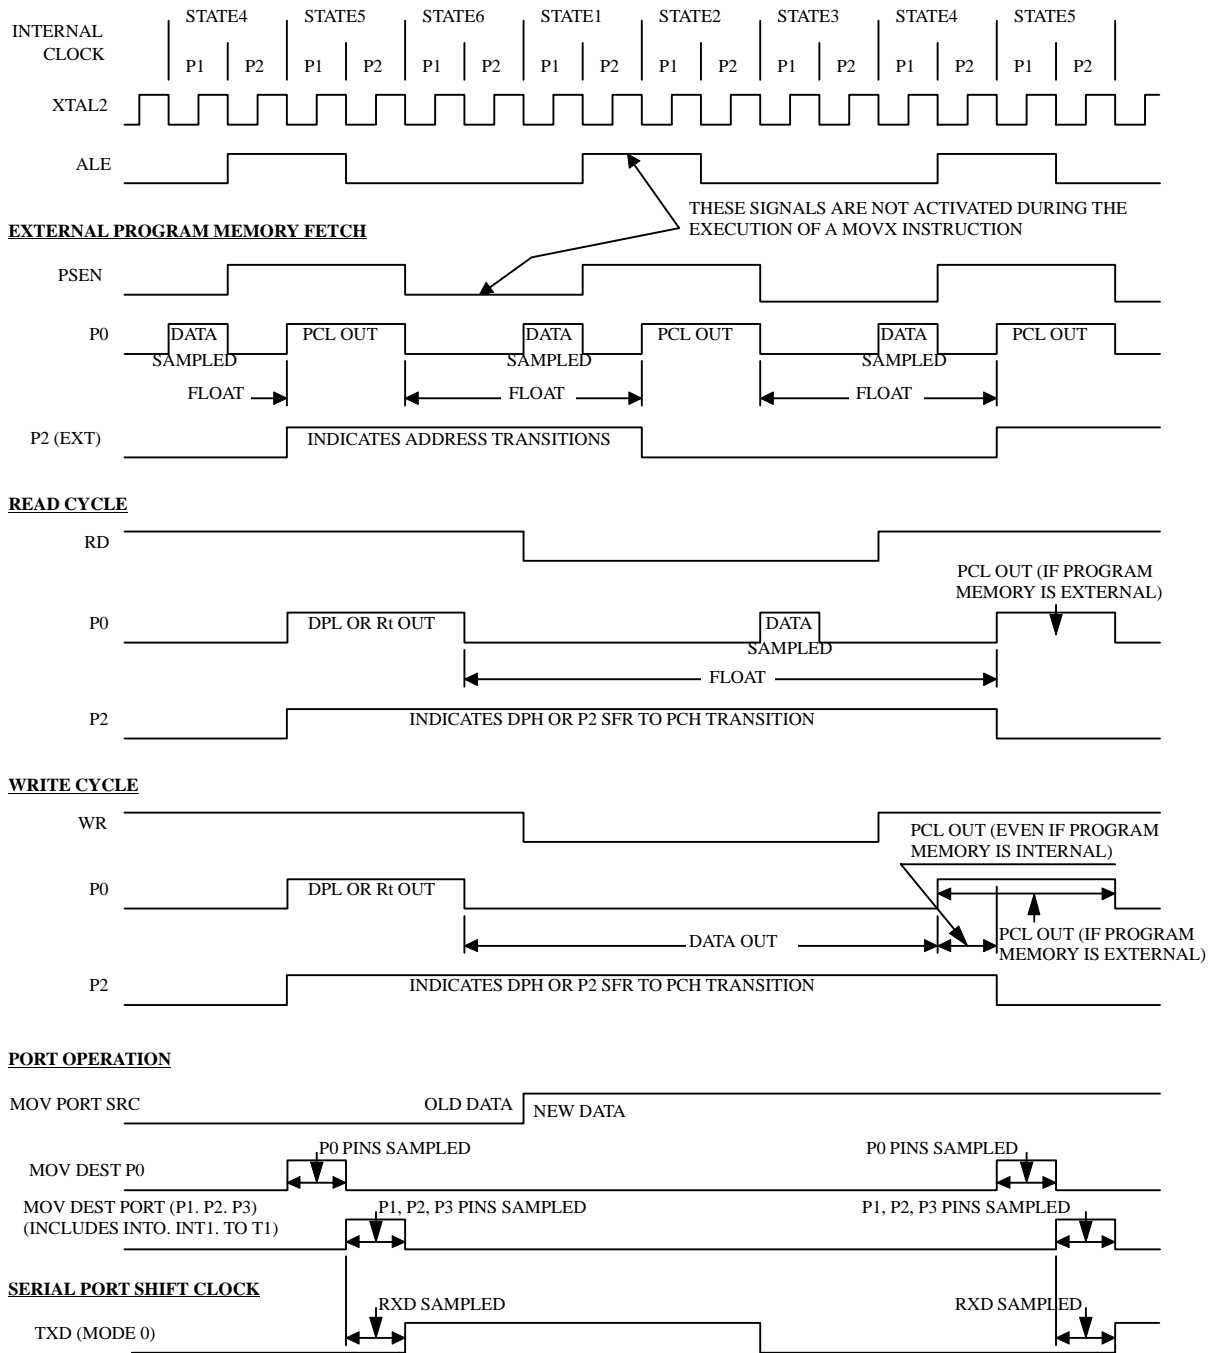 INTERNAL
CLOCK
STATE4 STATE5 STATE6 STATE1 STATE2 STATE3 STATE4 STATE5
P1 P2 P1 P2 P1 P2 P1 P2 P1 P2 P1 P2 P1 P2 P1 P2
XTAL2
ALE
THESE SIGNALS ARE NOT ACTIVATED DURING THE
EXECUTION OF A MOVX INSTRUCTION
EXTERNAL PROGRAM MEMORY FETCH
PSEN
P0 DATA PCL OUT DATA PCL OUT DATA PCL OUT
SAMPLED SAMPLED SAMPLED
FLOAT FLOAT FLOAT
P2 (EXT) INDICATES ADDRESS TRANSITIONS
READ CYCLE
RD
PCL OUT (IF PROGRAM
MEMORY IS EXTERNAL)
P0 DPL OR Rt OUT DATA
SAMPLED
FLOAT
P2 INDICATES DPH OR P2 SFR TO PCH TRANSITION
WRITE CYCLE
WR
PCL OUT (EVEN IF PROGRAM
MEMORY IS INTERNAL)
P0 DPL OR Rt OUT
DATA OUT
PCL OUT (IF PROGRAM
MEMORY IS EXTERNAL)
P2 INDICATES DPH OR P2 SFR TO PCH TRANSITION
PORT OPERATION
MOV PORT SRC OLD DATA NEW DATA
P0 PINS SAMPLED P0 PINS SAMPLED
MOV DEST P0
MOV DEST PORT (P1. P2. P3) P1, P2, P3 PINS SAMPLED P1, P2, P3 PINS SAMPLED
(INCLUDES INTO. INT1. TO T1)
SERIAL PORT SHIFT CLOCK
RXD SAMPLED RXD SAMPLED
TXD (MODE 0)